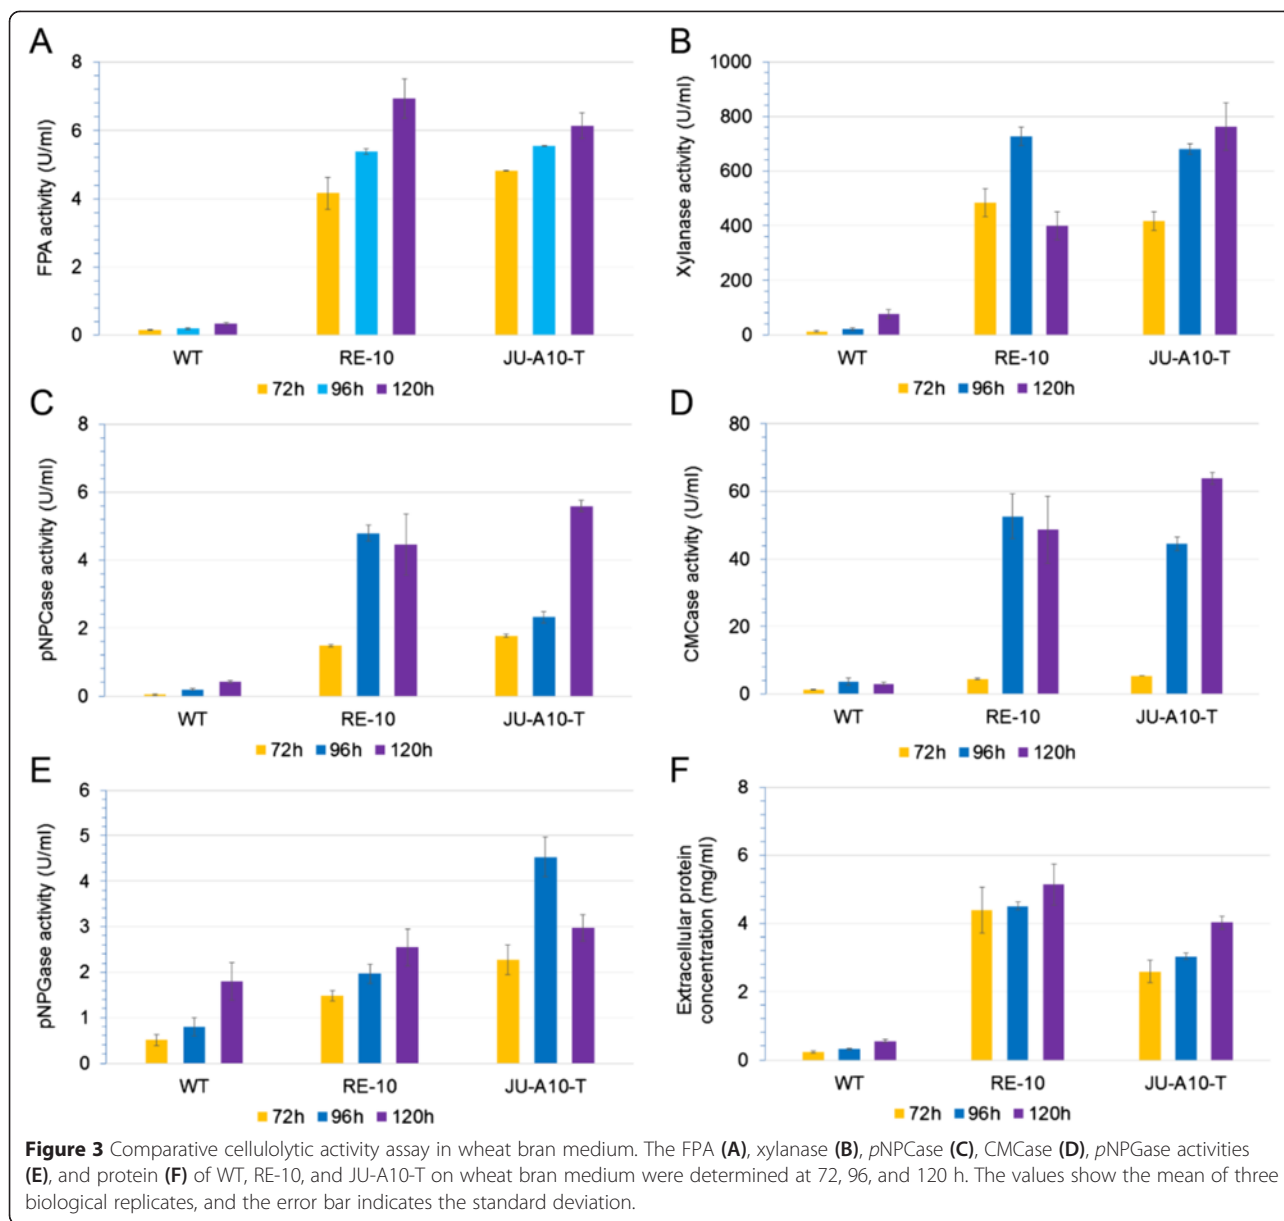 A
FPA activity (U/ml)
8
6
4
2
0
WT
RE-10
JU-A10-T
72h 96h 120h
B
Xylanase activity (U/ml)
1000
800
600
400
200
0
WT
RE-10
JU-A10-T
72h 96h 120h
C
pNPCase activity (U/ml)
8
6
4
2
0
WT
RE-10
JU-A10-T
72h 96h 120h
D
CMCase activity (U/ml)
80
60
40
20
0
WT
RE-10
JU-A10-T
72h 96h 120h
E
pNPGase activity (U/ml)
6
5
4
3
2
1
0
WT
RE-10
JU-A10-T
72h 96h 120h
F
Extracellular protein
concentration (mg/ml)
8
6
4
2
0
WT
RE-10
JU-A10-T
72h 96h 120h
Figure 3 Comparative cellulolytic activity assay in wheat bran medium. The FPA (A), xylanase (B), pNPCase (C), CMCase (D), pNPGase activities
(E), and protein (F) of WT, RE-10, and JU-A10-T on wheat bran medium were determined at 72, 96, and 120 h. The values show the mean of three
biological replicates, and the error bar indicates the standard deviation.